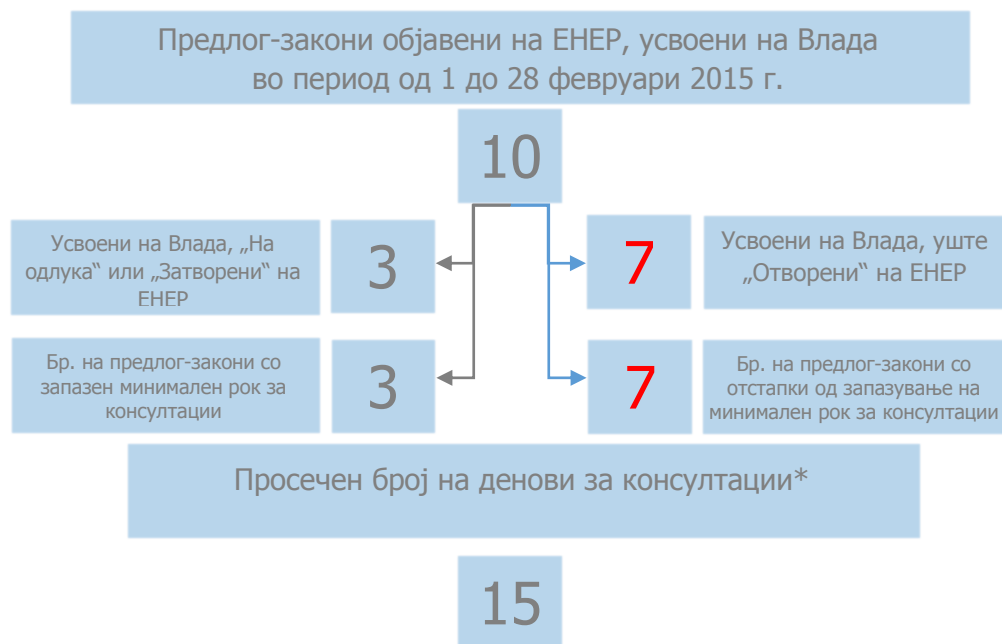 Предлог-закони објавени на ЕНЕР, усвоени на Влада
во период од 1 до 28 февруари 2015 г.
10
Усвоени на Влада, „На
одлука“ или „Затворени“ на
ЕНЕР
3
7
Усвоени на Влада, уште
„Отворени“ на ЕНЕР
Бр. на предлог-закони со
запазен минимален рок за
консултации
3
7
Бр. на предлог-закони со
отстапки од запазување на
минимален рок за консултации
Просечен број на денови за консултации*
15